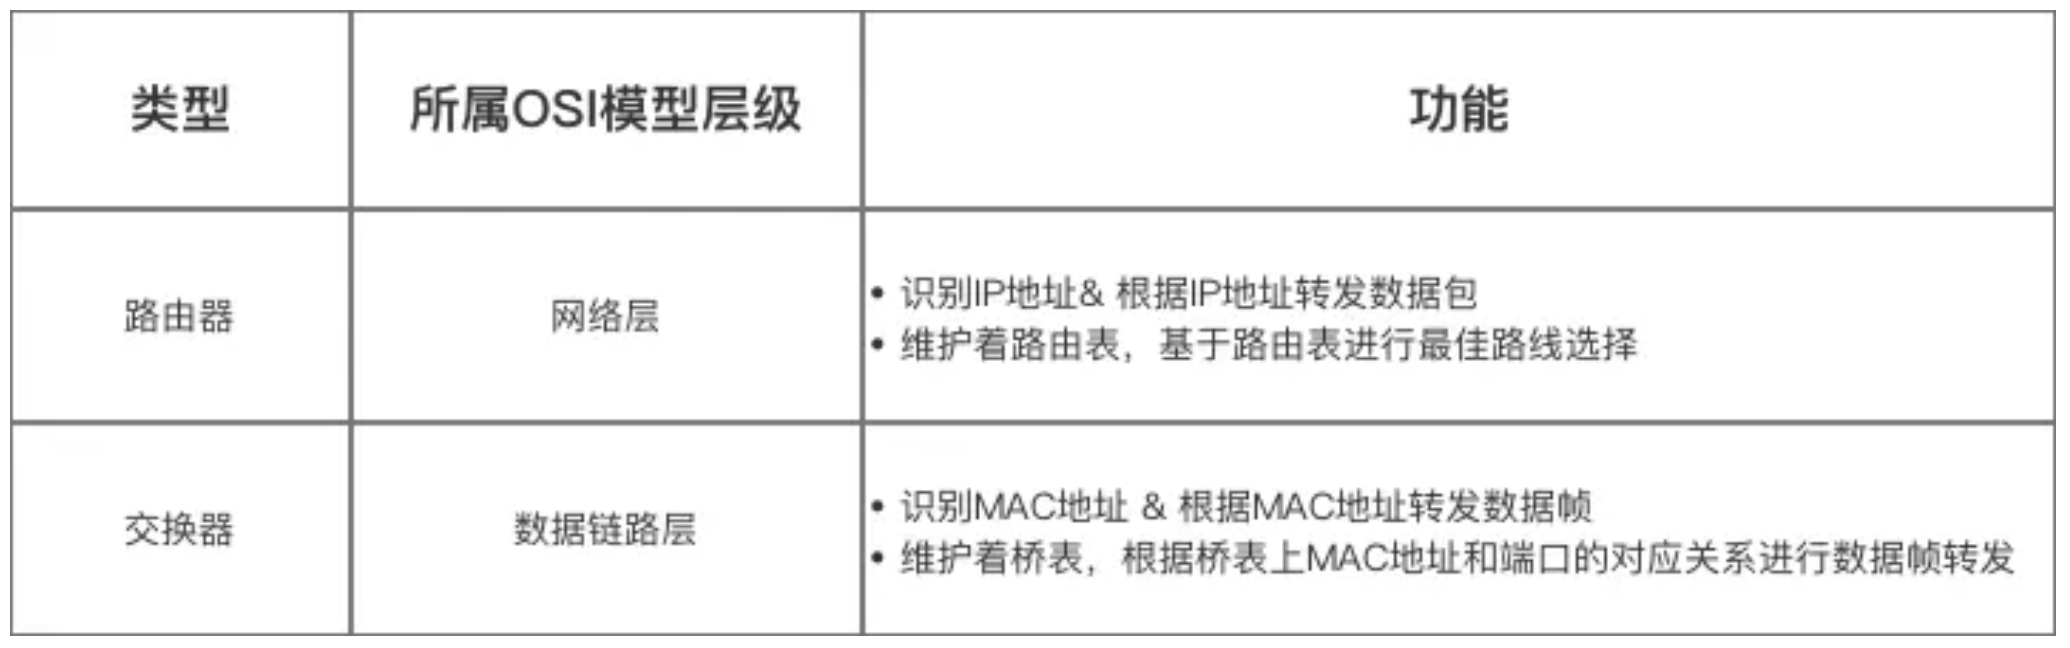 类型
所属OSI模型层级
功能
路由器
网络层
• 识别IP地址& 根据IP地址转发数据包
• 维护着路由表，基于路由表进行最佳路线选择
交换器
数据链路层
• 识别MAC地址 & 根据MAC地址转发数据帧
• 维护着桥表，根据桥表上MAC地址和端口的对应关系进行数据帧转发